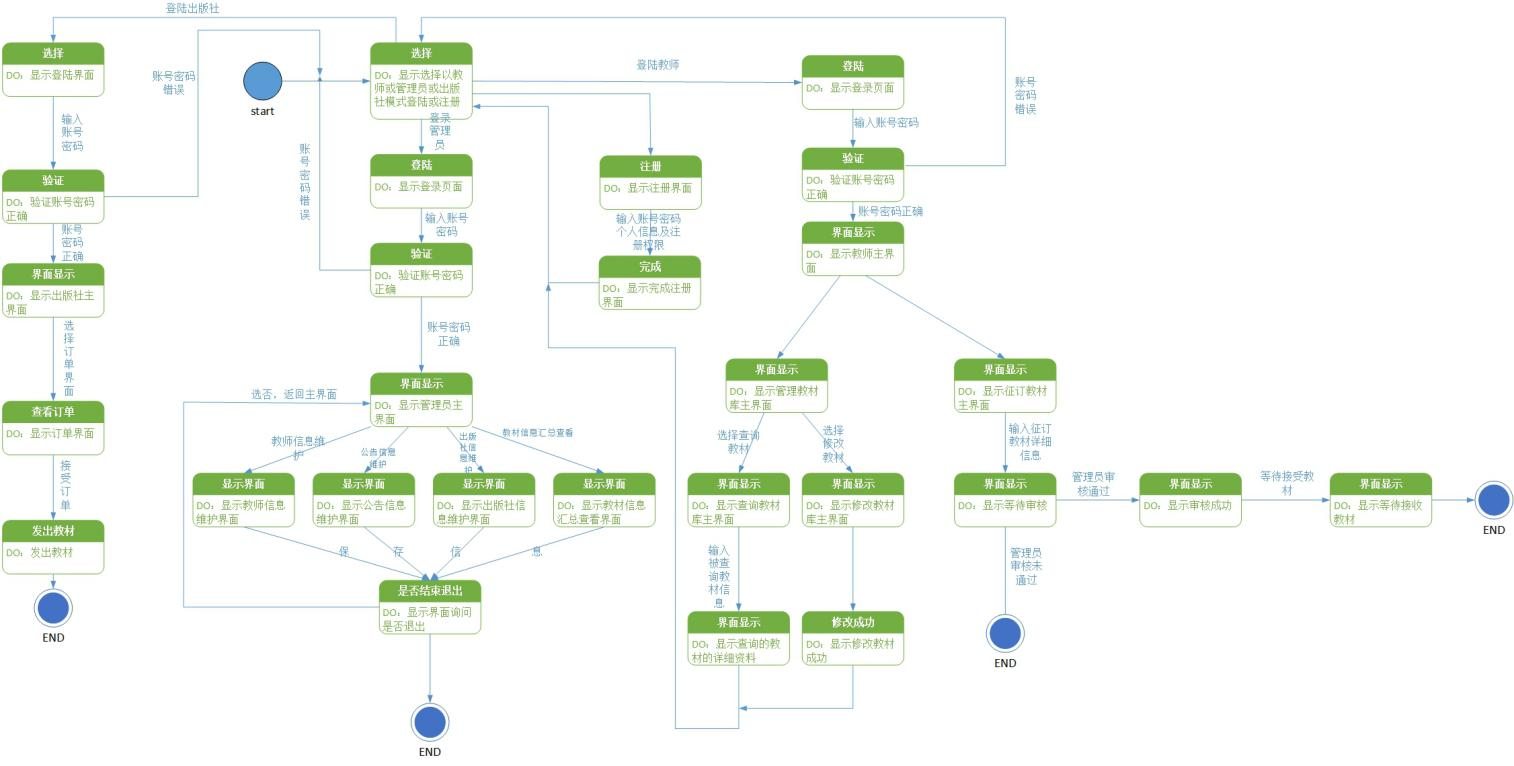 登陆出版社
选择
DO：显示登陆界面
账号密码
错误
start
选择
DO：显示选择以教
师或管理员或出版
社模式登陆或注册
登陆教师
登陆
DO：显示登录页面
账号
密码
错误
输入
账号
密码
登录
管理
员
输入账号密码
账
号
密
码
错
误
登陆
DO：显示登录页面
注册
DO：显示注册界面
验证
DO：验证账号密码
正确
验证
DO：验证账号密码
正确
账号
密码
正确
输入账号
密码
输入账号密码
个人信息及注
册权限
账号密码正确
界面显示
DO：显示教师主界
面
界面显示
DO：显示出版社主
界面
验证
DO：验证账号密码
正确
完成
DO：显示完成注册
界面
选
择
订
单
界
面
账号密码
正确
界面显示
DO：显示管理教材
库主界面
界面显示
DO：显示征订教材
主界面
选否，返回主界面
界面显示
DO：显示管理员主
界面
查看订单
DO：显示订单界面
教师信息维
护
公告信息
维护
出版
社信
息维
护
教材信息汇总查看
选择查询
教材
选择
修改
教材
输入征订
教材详细
信息
接
受
订
单
显示界面
DO：显示教师信息
维护界面
显示界面
DO：显示公告信息
维护界面
显示界面
DO：显示出版社信
息维护界面
显示界面
DO：显示教材信息
汇总查看界面
界面显示
DO：显示查询教材
库主界面
界面显示
DO：显示修改教材
库主界面
界面显示
DO：显示等待审核
管理员审
核通过
界面显示
DO：显示审核成功
等待接受教
材
界面显示
DO：显示等待接收
教材
END
发出教材
DO：发出教材
保 存 信 息
输入
被查
询教
材信
息
管理员
审核未
通过
END
是否结束退出
DO：显示界面询问
是否退出
界面显示
DO：显示查询的教
材的详细资料
修改成功
DO：显示修改教材
成功
END
END